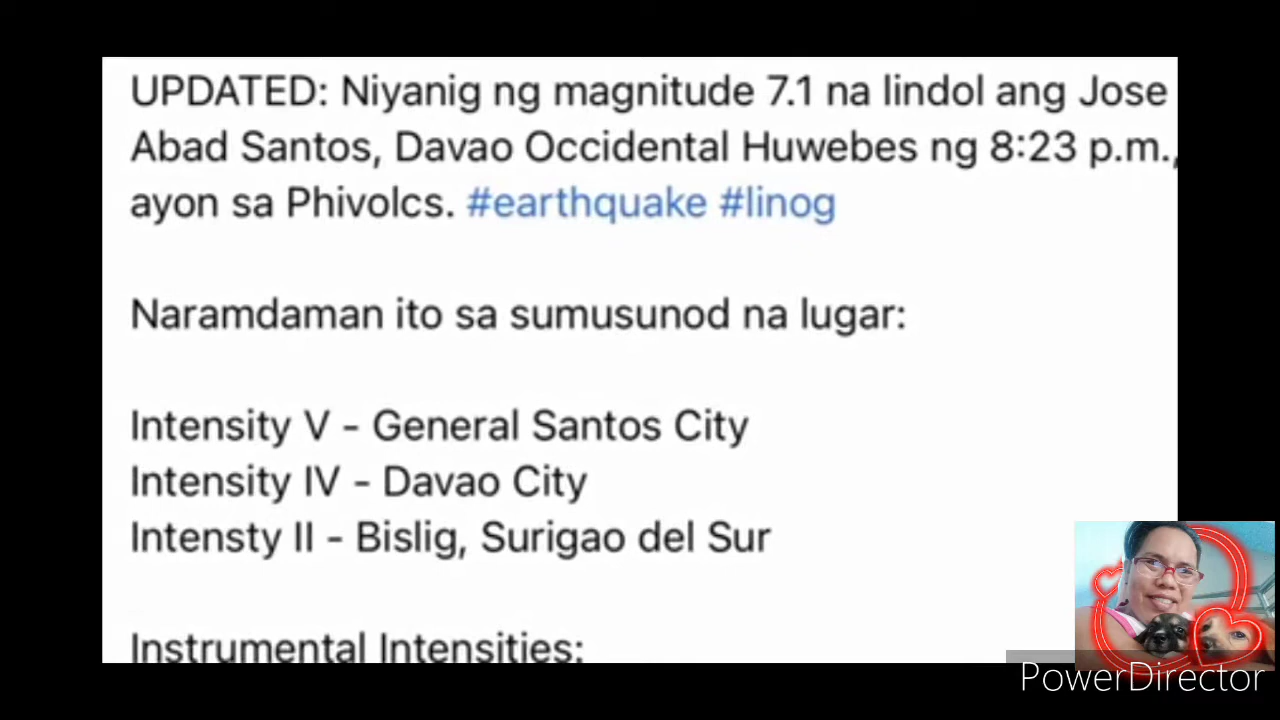 UPDATED: Niyanig ng magnitude 7.1 na lindol ang Jose
Abad Santos, Davao Occidental Huwebes ng 8:23 p.m.,
ayon sa Phivolcs. #earthquake #linog
Naramdaman ito sa sumusunod na lugar:
Intensity V - General Santos City
Intensity IV - Davao City
Intensty II - Bislig, Surigao del Sur
Instrumental Intensities:
PowerDirector